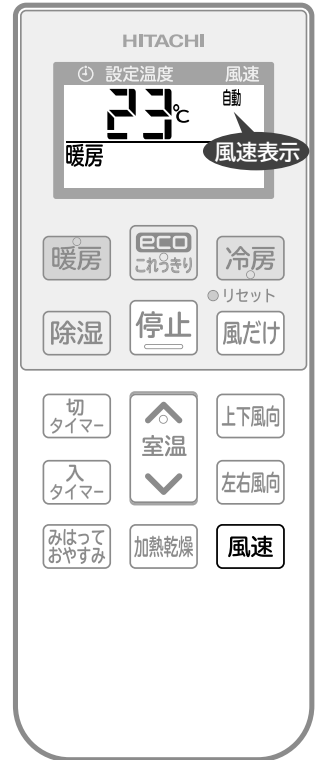 HITACHI
設定温度 風速
23℃ 自動
暖房
風速表示
暖房
eco
これっきり
冷房
リセット
除湿
停止
風だけ
切
タイマー
室温
上下風向
入
タイマー
左右風向
みはって
おやすみ
加熱乾燥
風速